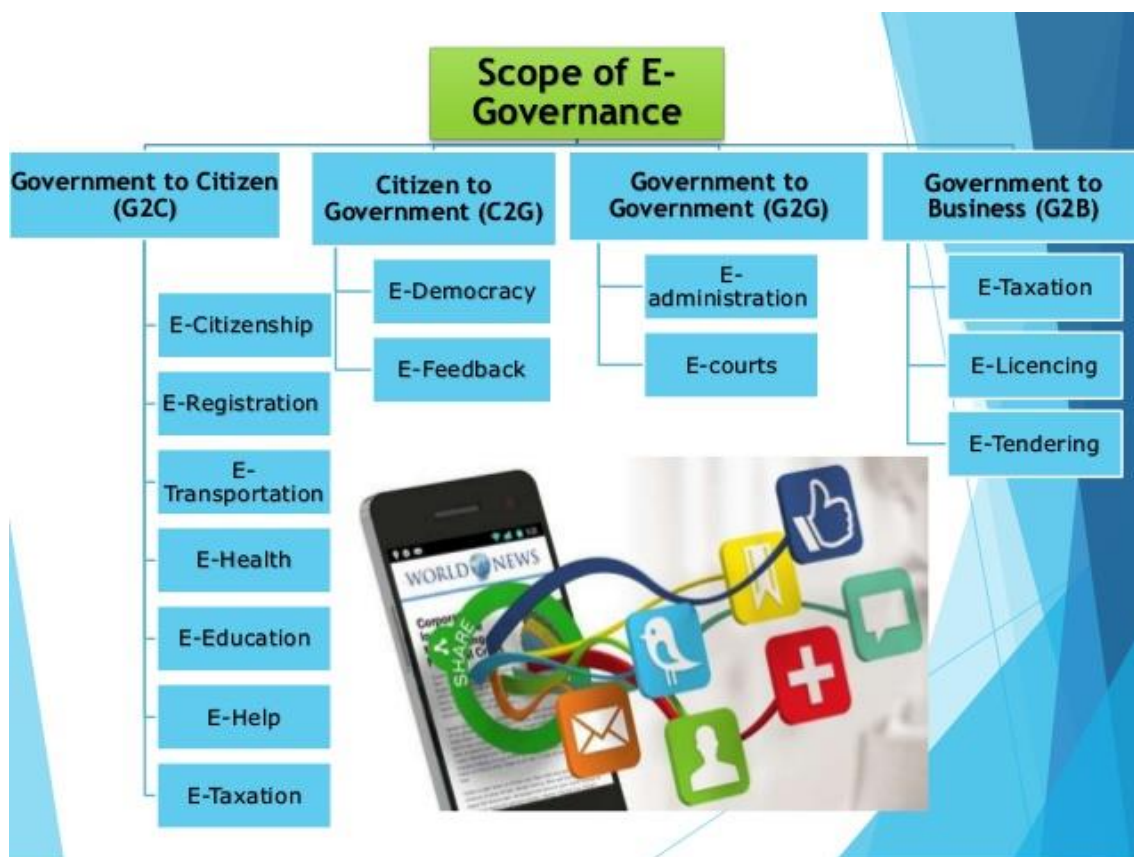 Scope of E-
Governance
Government to Citizen
(G2C)
E-Citizenship
E-Registration
E-
Transportation
E-Health
E-Education
E-Help
E-Taxation
Citizen to
Government (C2G)
E-Democracy
E-Feedback
Government to
Government (G2G)
E-
administration
E-courts
Government to
Business (G2B)
E-Taxation
E-Licencing
E-Tendering
WORLD NEWS
SHARE